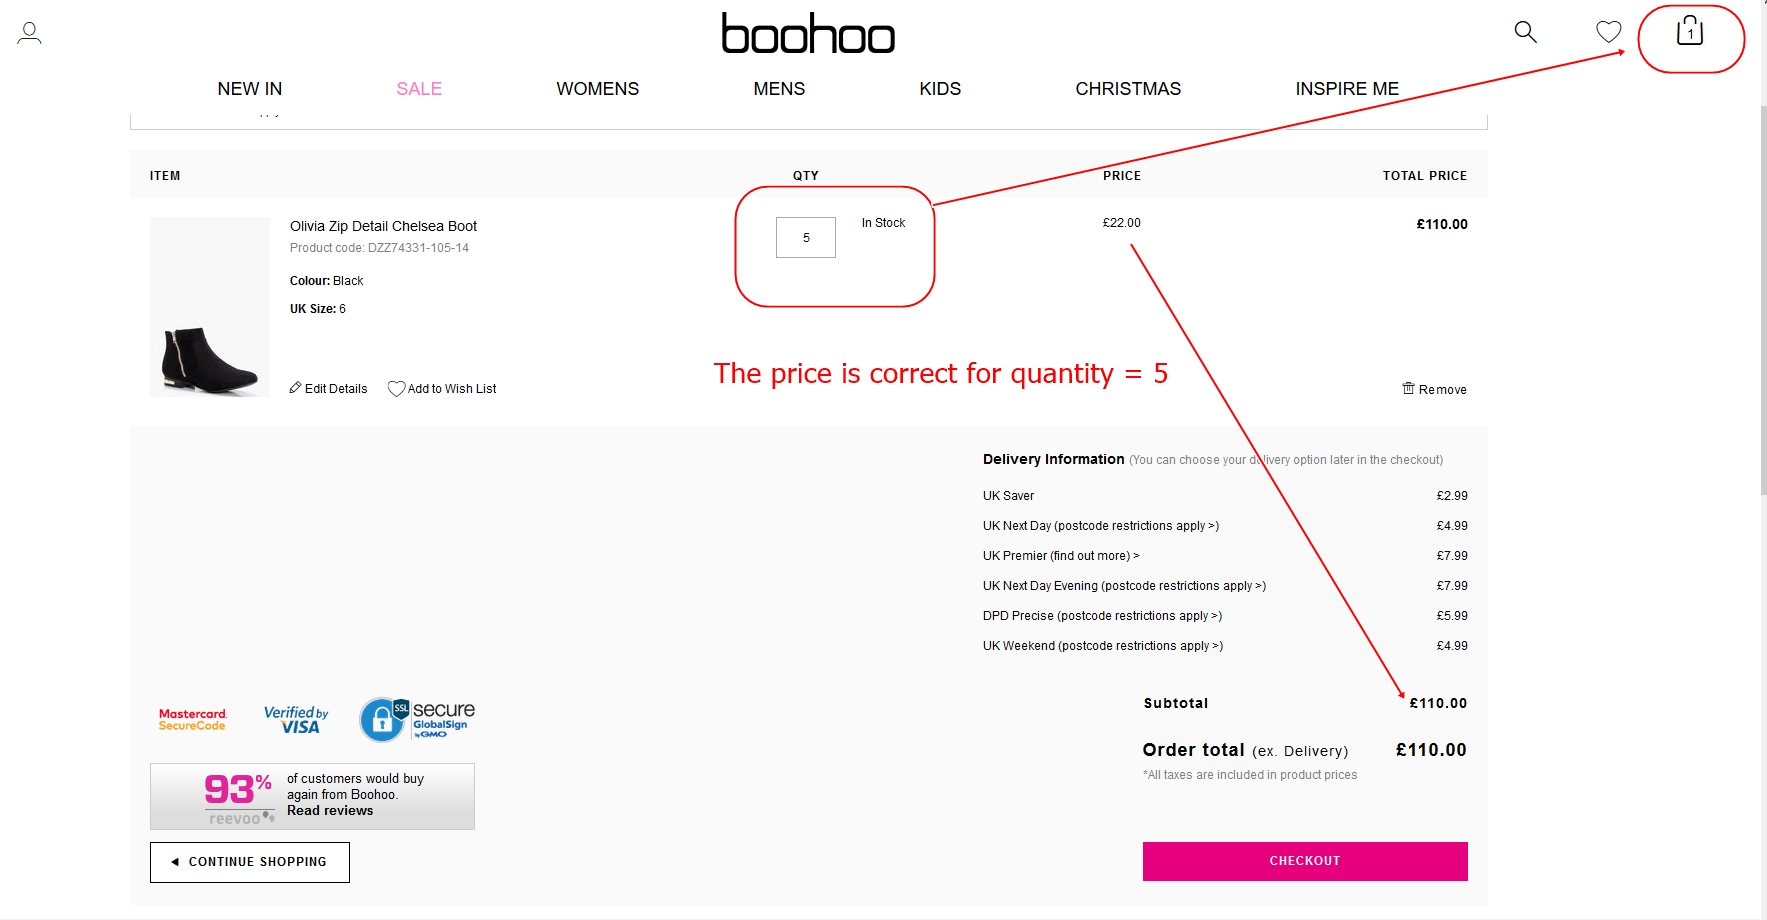 boohoo
1
NEW IN SALE WOMENS MENS KIDS CHRISTMAS INSPIRE ME
ITEM QTY PRICE TOTAL PRICE
Olivia Zip Detail Chelsea Boot
Product code: DZZ74331-105-14
Colour: Black
UK Size: 6
5 In Stock £22.00 £110.00
Edit Details Add to Wish List
Remove
The price is correct for quantity = 5
Delivery Information (You can choose your delivery option later in the checkout)
UK Saver £2.99
UK Next Day (postcode restrictions apply >) £4.99
UK Premier (find out more) > £7.99
UK Next Day Evening (postcode restrictions apply >) £7.99
DPD Precise (postcode restrictions apply >) £5.99
UK Weekend (postcode restrictions apply >) £4.99
Mastercard.
SecureCode
Verified by
VISA
SSL
secure
GlobalSign
by GMO
Subtotal £110.00
Order total (ex. Delivery) £110.00
*All taxes are included in product prices
93%
reevoo
of customers would buy
again from Boohoo.
Read reviews
CONTINUE SHOPPING
CHECKOUT